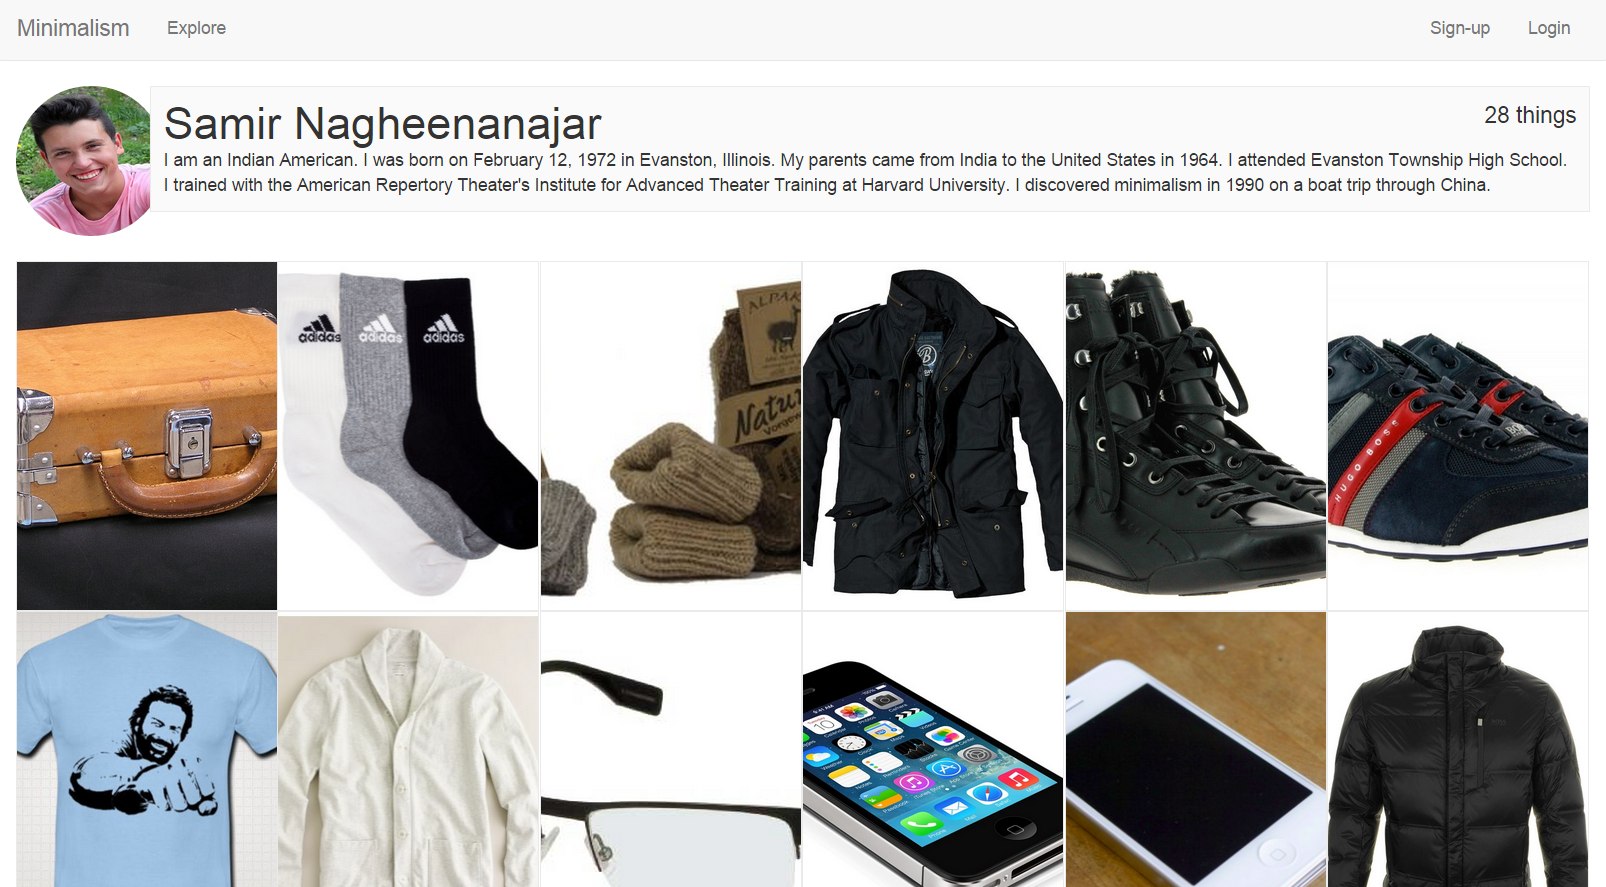 Minimalism Explore Sign-up Login
Samir Nagheenanajar
28 things
I am an Indian American. I was born on February 12, 1972 in Evanston, Illinois. My parents came from India to the United States in 1964. I attended Evanston Township High School.
I trained with the American Repertory Theater's Institute for Advanced Theater Training at Harvard University. I discovered minimalism in 1990 on a boat trip through China.
adidas adidas adidas
ALPAK
Natu
HUGO BOSS